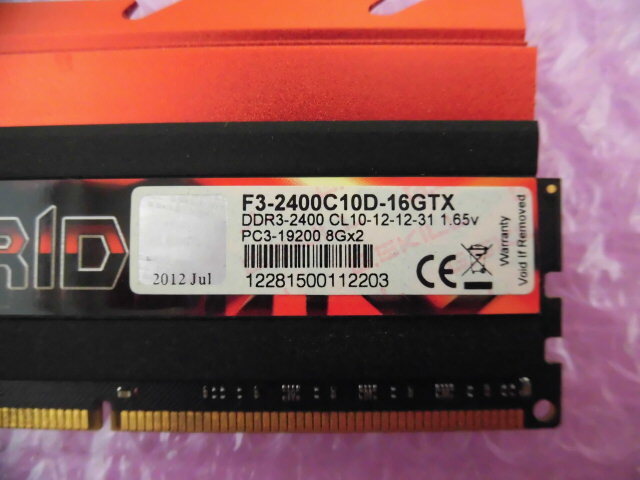 RID
F3-2400C10D-16GTX
DDR3-2400 CL10-12-12-31 1.65v
PC3-19200 8Gx2
2012 Jul
12281500112203
CE
Warranty
Void If Removed